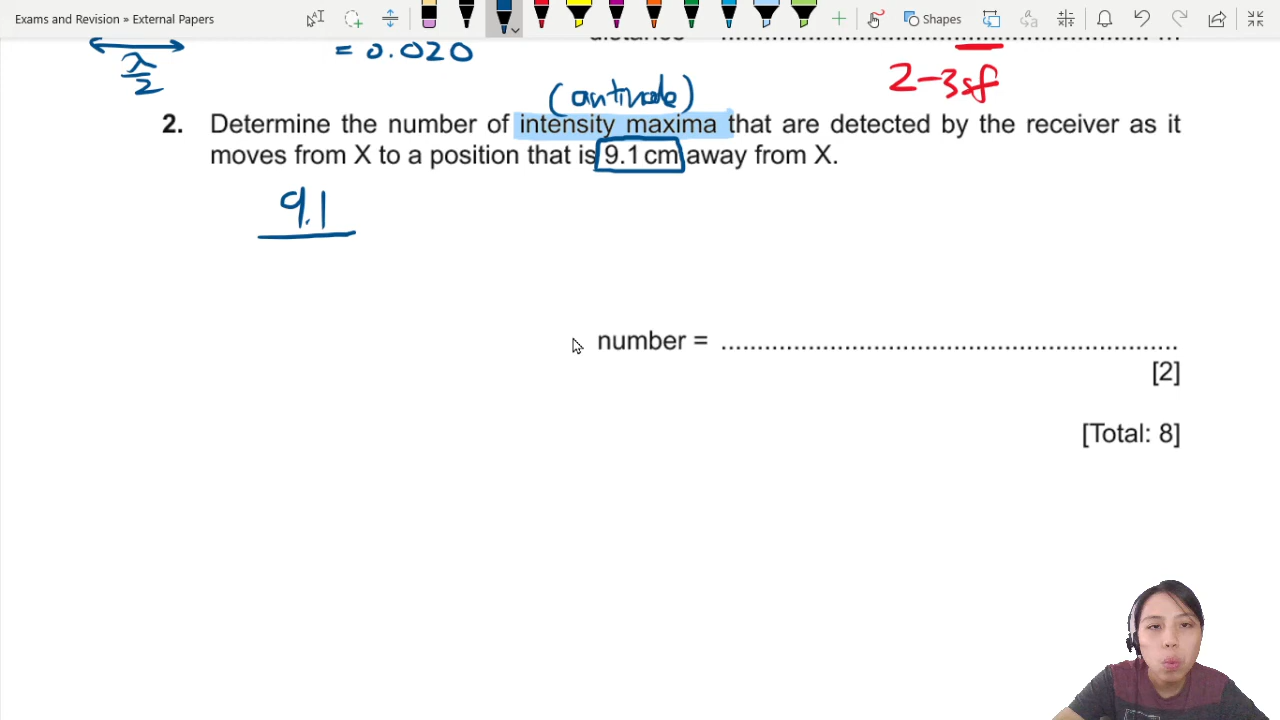 Exams and Revision » External Papers
Shapes
λ/2
= 0.020
2-3sf
(antinode)
2. Determine the number of intensity maxima that are detected by the receiver as it
moves from X to a position that is 9.1 cm away from X.
9.1
number = ........................................................
[2]
[Total: 8]